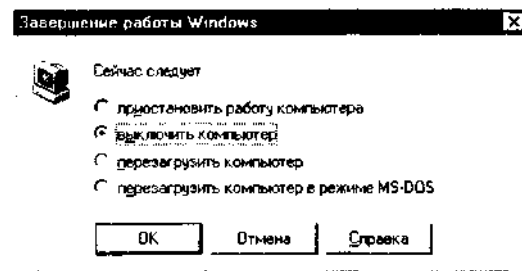 Завершение работы Windows
Сейчас следует
приостановить работу компьютера
выключить компьютер
перезагрузить компьютер
перезагрузить компьютер в режиме MS-DOS
OK
Отмена
Справка